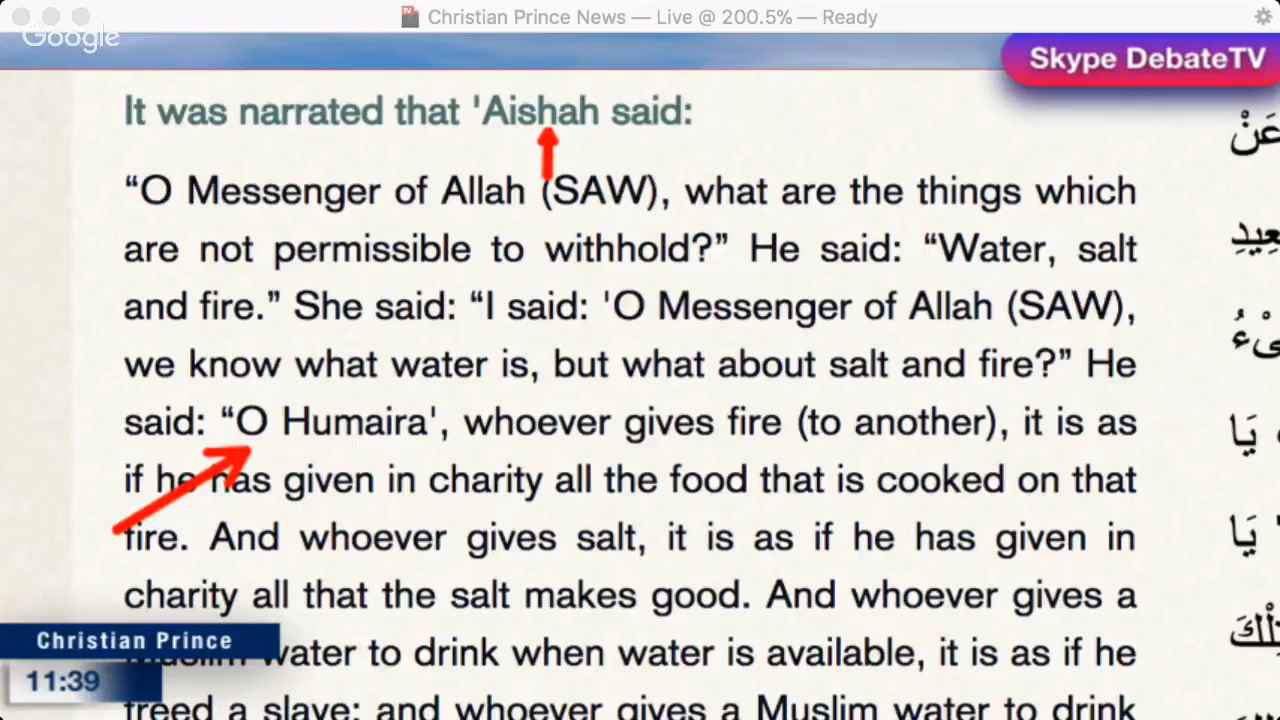 Christian Prince News — Live @ 200.5% — Ready
Google
Skype DebateTV
It was narrated that 'Aishah said:
“O Messenger of Allah (SAW), what are the things which
are not permissible to withhold?” He said: “Water, salt
and fire.” She said: “I said: 'O Messenger of Allah (SAW),
we know what water is, but what about salt and fire?” He
said: “O Humaira', whoever gives fire (to another), it is as
if he has given in charity all the food that is cooked on that
fire. And whoever gives salt, it is as if he has given in
charity all that the salt makes good. And whoever gives a
Muslim water to drink when water is available, it is as if he
freed a slave; and whoever gives a Muslim water to drink
عَنْ
يَا
يَا
Christian Prince
11:39